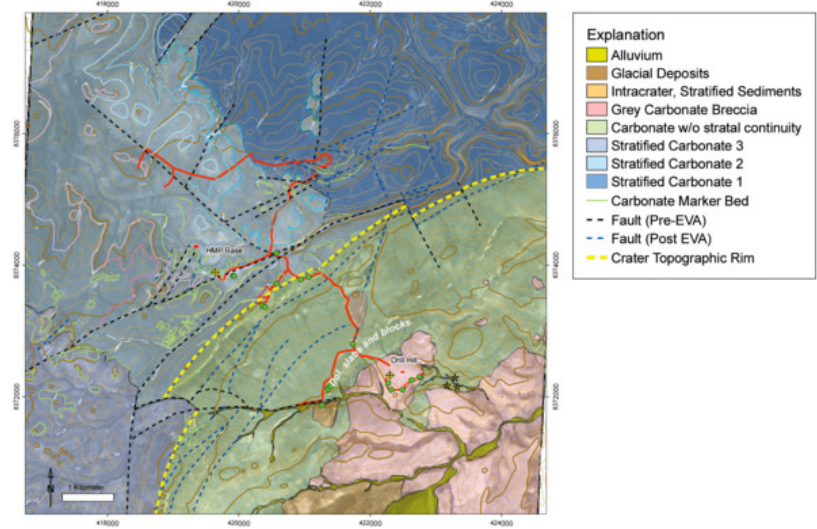 418000
420000
422000
424000
Explanation
Alluvium
Glacial Deposits
Intracrater, Stratified Sediments
Grey Carbonate Breccia
Carbonate w/o stratal continuity
Stratified Carbonate 3
Stratified Carbonate 2
Stratified Carbonate 1
Carbonate Marker Bed
Fault (Pre-EVA)
Fault (Post EVA)
Crater Topographic Rim
8376000
8374000
8372000
HMP Base
Dol. slabs and blocks
Drill Hill
N
1 Kilometer
418000
420000
422000
424000